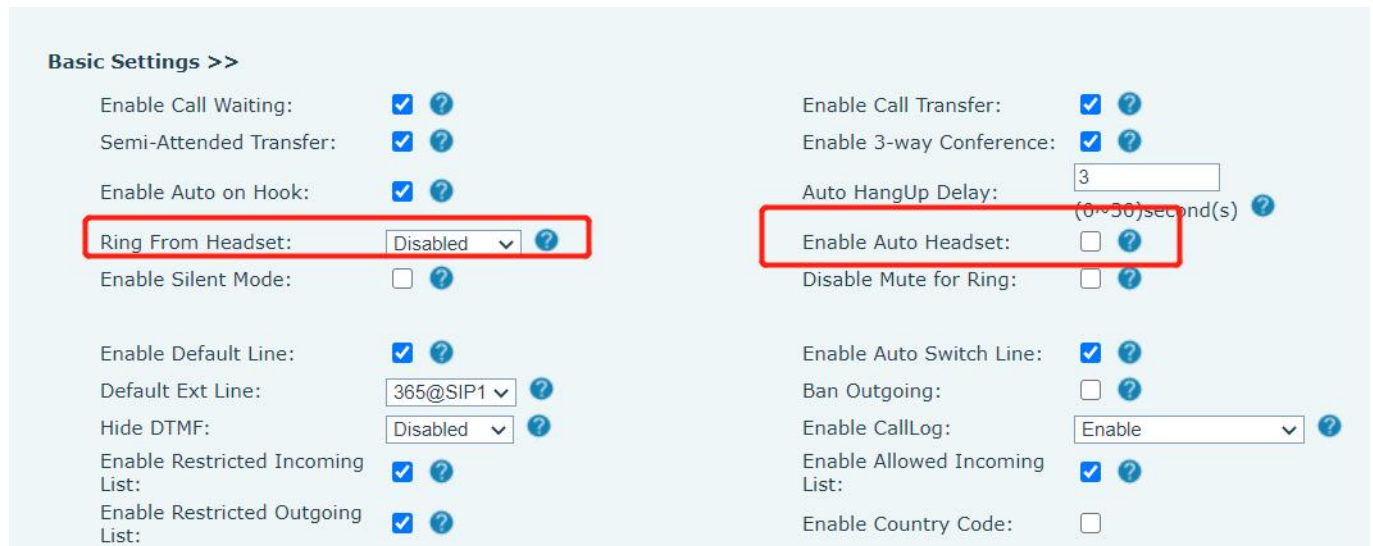 Basic Settings >>
Enable Call Waiting: ? Enable Call Transfer: ?
Semi-Attended Transfer: ? Enable 3-way Conference: ?
Enable Auto on Hook: ? Auto HangUp Delay: 3
(0~30)second(s) ?
Ring From Headset: Disabled ? Enable Auto Headset: ?
Enable Silent Mode: ? Disable Mute for Ring: ?
Enable Default Line: ? Enable Auto Switch Line: ?
Default Ext Line: 365@SIP1 ? Ban Outgoing: ?
Hide DTMF: Disabled ? Enable CallLog: Enable ?
Enable Restricted Incoming
List: ? Enable Allowed Incoming
List: ?
Enable Restricted Outgoing
List: ? Enable Country Code: